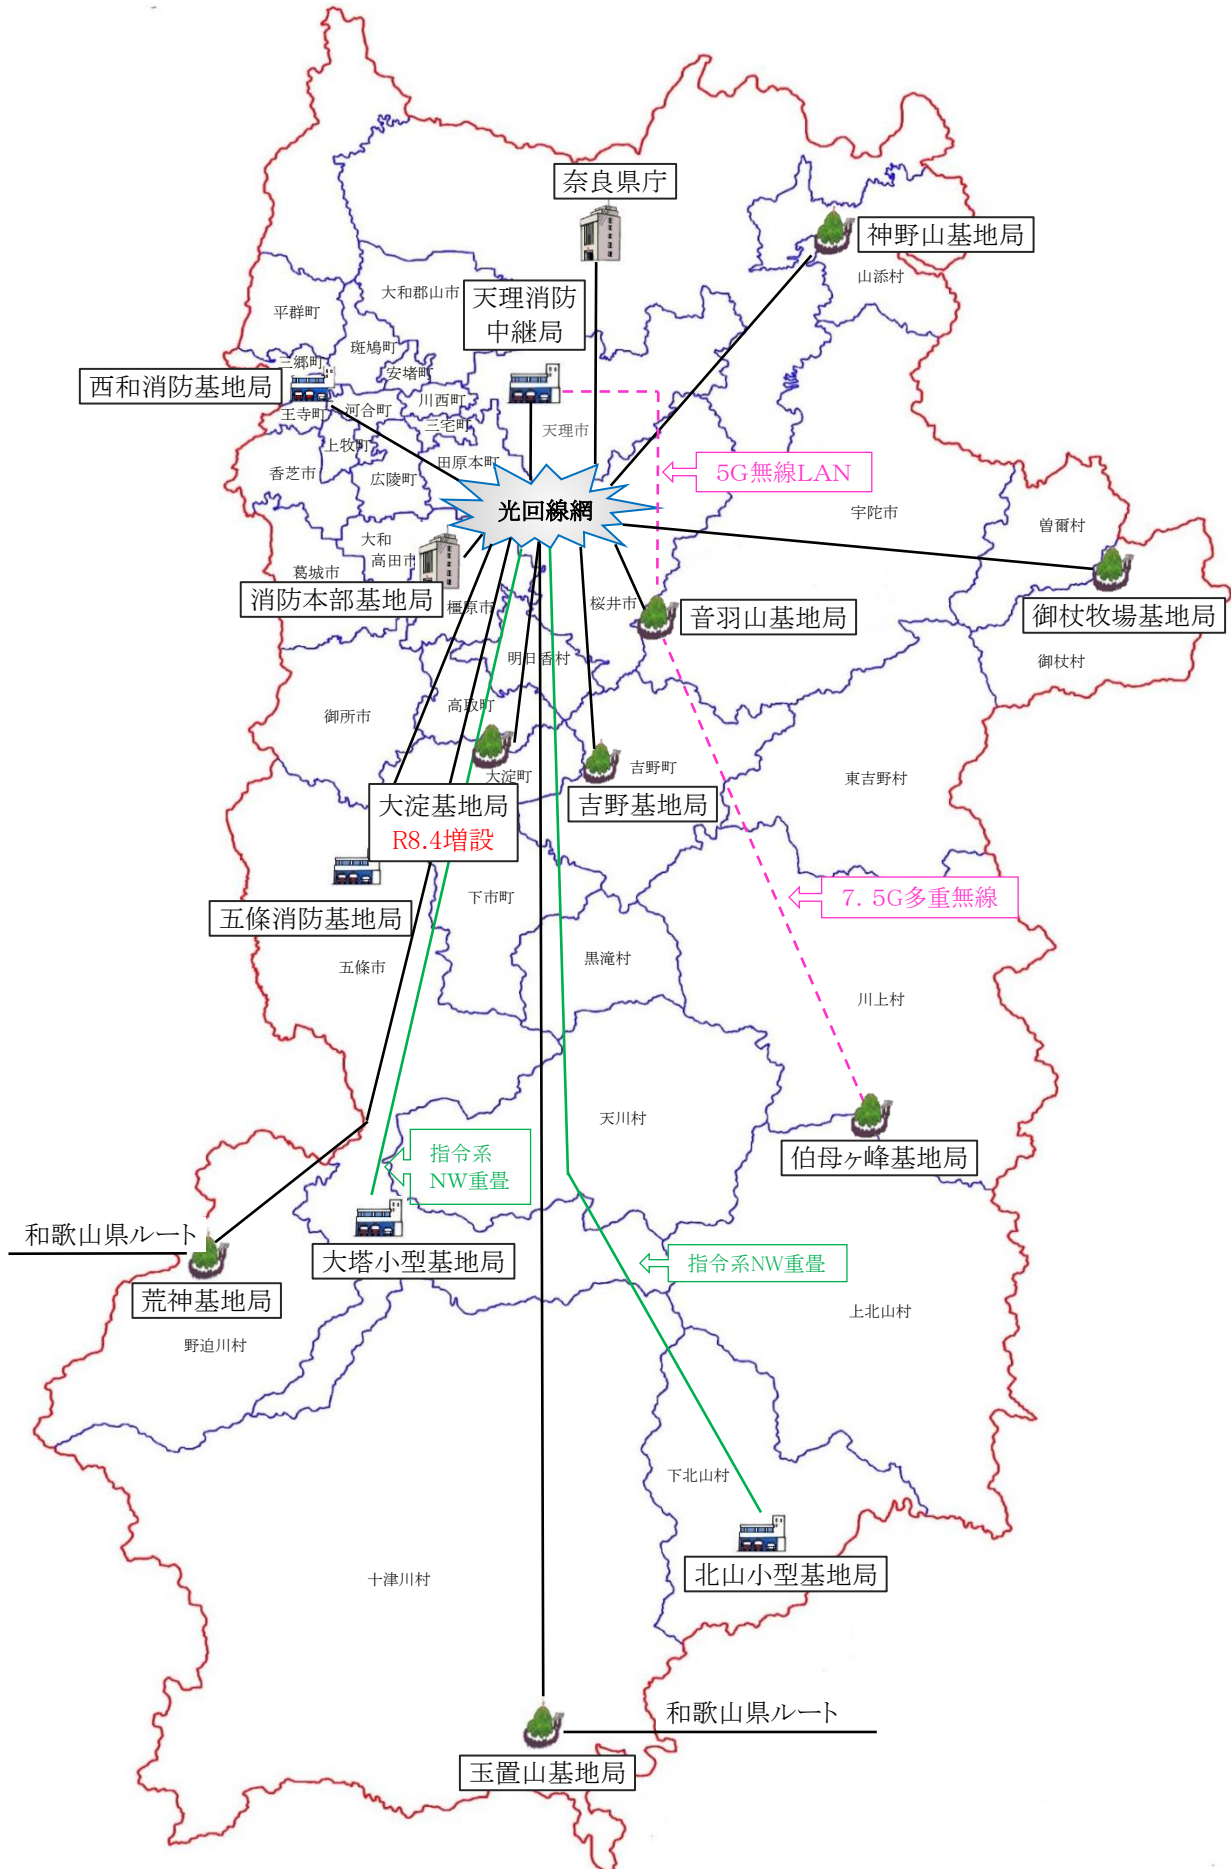 奈良県庁
神野山基地局
山添村
大和郡山市
天理消防
中継局
平群町
斑鳩町
三郷町
安堵町
西和消防基地局
川西町
王寺町
河合町
三宅町
天理市
上牧町
田原本町
香芝市
広陵町
5G無線LAN
光回線網
宇陀市
曽爾村
大和
高田市
葛城市
消防本部基地局
橿原市
桜井市
音羽山基地局
御杖牧場基地局
明日香村
御杖村
高取町
御所市
大淀町
吉野町
東吉野村
大淀基地局
R8.4増設
吉野基地局
下市町
7. 5G多重無線
五條消防基地局
黒滝村
五條市
川上村
天川村
指令系
NW重畳
伯母ヶ峰基地局
和歌山県ルート
大塔小型基地局
指令系NW重畳
荒神基地局
上北山村
野迫川村
下北山村
北山小型基地局
十津川村
和歌山県ルート
玉置山基地局